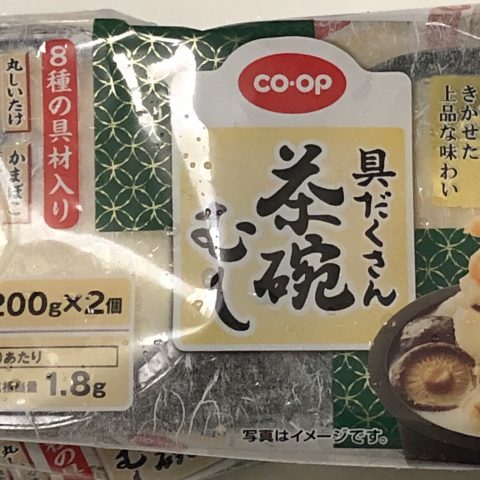 8種の具材入り
丸しいたけ
かまぼこ
CO·OP
具だくさん
茶碗むし
きかせた
上品な味わい
200g×2個
あたり
1.8g
写真はイメージです。